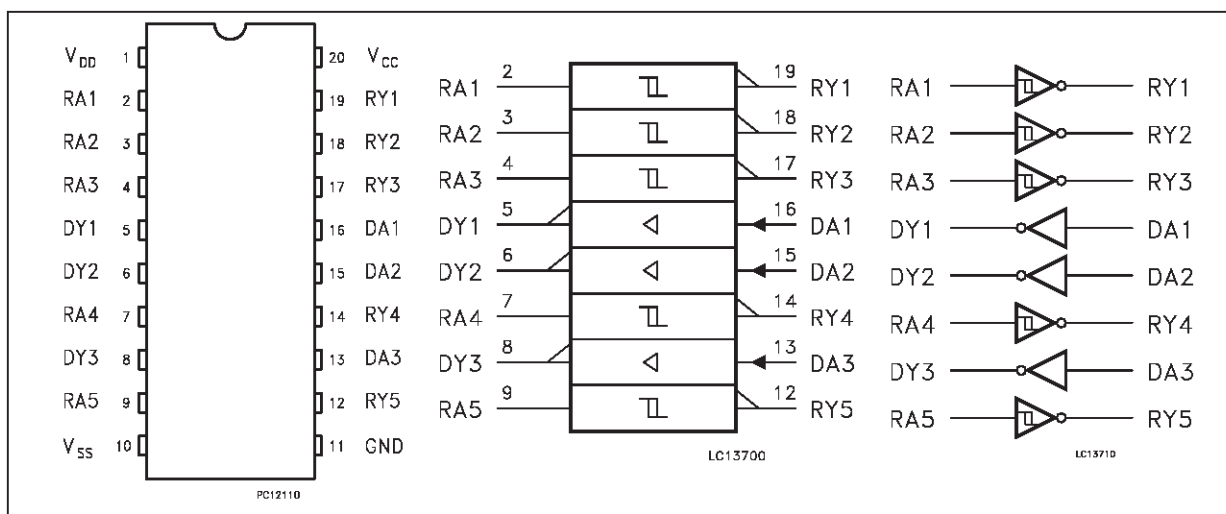 V_DD 1 20 V_CC
RA1 2 19 RY1
RA2 3 18 RY2
RA3 4 17 RY3
DY1 5 16 DA1
DY2 6 15 DA2
RA4 7 14 RY4
DY3 8 13 DA3
RA5 9 12 RY5
V_SS 10 11 GND
PC12110
RA1 2 19 RY1
RA2 3 18 RY2
RA3 4 17 RY3
DY1 5 16 DA1
DY2 6 15 DA2
RA4 7 14 RY4
DY3 8 13 DA3
RA5 9 12 RY5
LC13700
RA1 RY1
RA2 RY2
RA3 RY3
DY1 DA1
DY2 DA2
RA4 RY4
DY3 DA3
RA5 RY5
LC13710